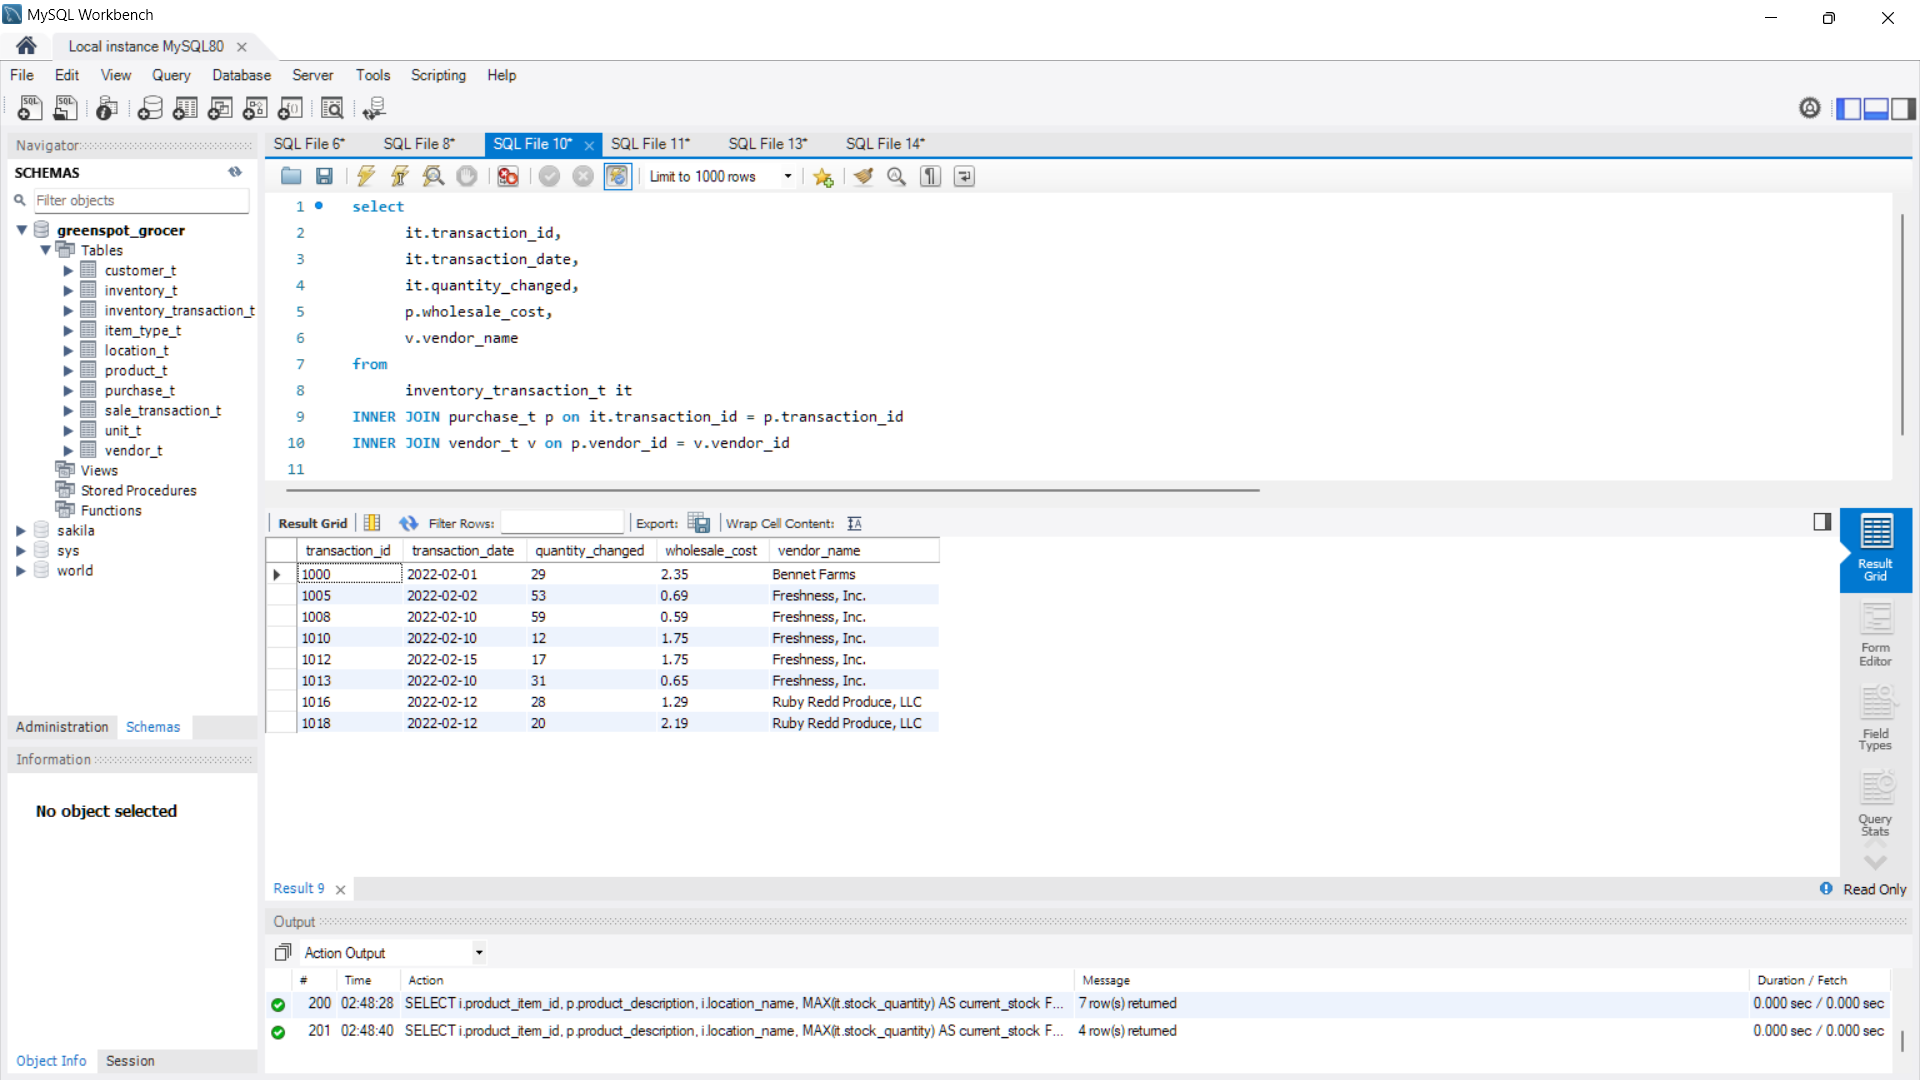 MySQL Workbench
Local instance MySQL80
File Edit View Query Database Server Tools Scripting Help
Navigator
SCHEMAS
Filter objects
greenspot_grocer
Tables
customer_t
inventory_t
inventory_transaction_t
item_type_t
location_t
product_t
purchase_t
sale_transaction_t
unit_t
vendor_t
Views
Stored Procedures
Functions
sakila
sys
world
Administration Schemas
Information
No object selected
Object Info Session
SQL File 6* SQL File 8* SQL File 10* SQL File 11* SQL File 13* SQL File 14*
Limit to 1000 rows
1 select
2 it.transaction_id,
3 it.transaction_date,
4 it.quantity_changed,
5 p.wholesale_cost,
6 v.vendor_name
7 from
8 inventory_transaction_t it
9 INNER JOIN purchase_t p on it.transaction_id = p.transaction_id
10 INNER JOIN vendor_t v on p.vendor_id = v.vendor_id
11
Result Grid Filter Rows: Export: Wrap Cell Content:
transaction_id transaction_date quantity_changed wholesale_cost vendor_name
1000 2022-02-01 29 2.35 Bennet Farms
1005 2022-02-02 53 0.69 Freshness, Inc.
1008 2022-02-10 59 0.59 Freshness, Inc.
1010 2022-02-10 12 1.75 Freshness, Inc.
1012 2022-02-15 17 1.75 Freshness, Inc.
1013 2022-02-10 31 0.65 Freshness, Inc.
1016 2022-02-12 28 1.29 Ruby Redd Produce, LLC
1018 2022-02-12 20 2.19 Ruby Redd Produce, LLC
Result
Grid
Form
Editor
Field
Types
Query
Stats
Result 9
Read Only
Output
Action Output
# Time Action Message Duration / Fetch
200 02:48:28 SELECT i.product_item_id, p.product_description, i.location_name, MAX(it.stock_quantity) AS current_stock F... 7 row(s) returned 0.000 sec / 0.000 sec
201 02:48:40 SELECT i.product_item_id, p.product_description, i.location_name, MAX(it.stock_quantity) AS current_stock F... 4 row(s) returned 0.000 sec / 0.000 sec